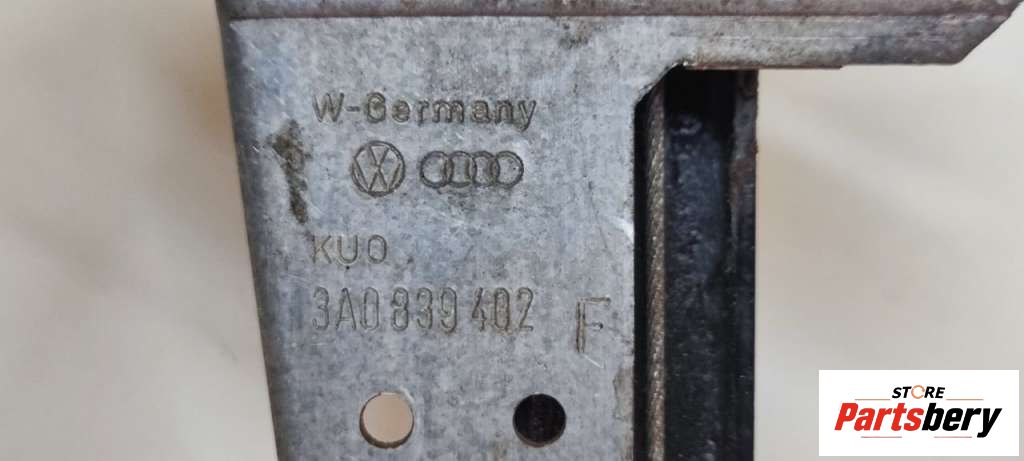 W-Germany
KUO
3A0 839 402 F
STORE
Partsbery